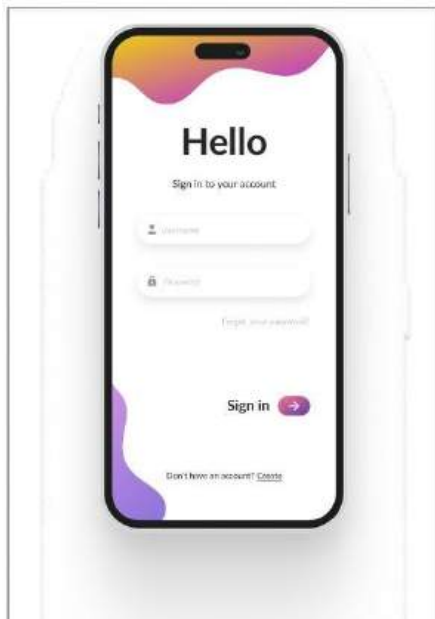 Hello
Sign in to your account
Username
Password
Forgot your password?
Sign in
Don't have an account? Create